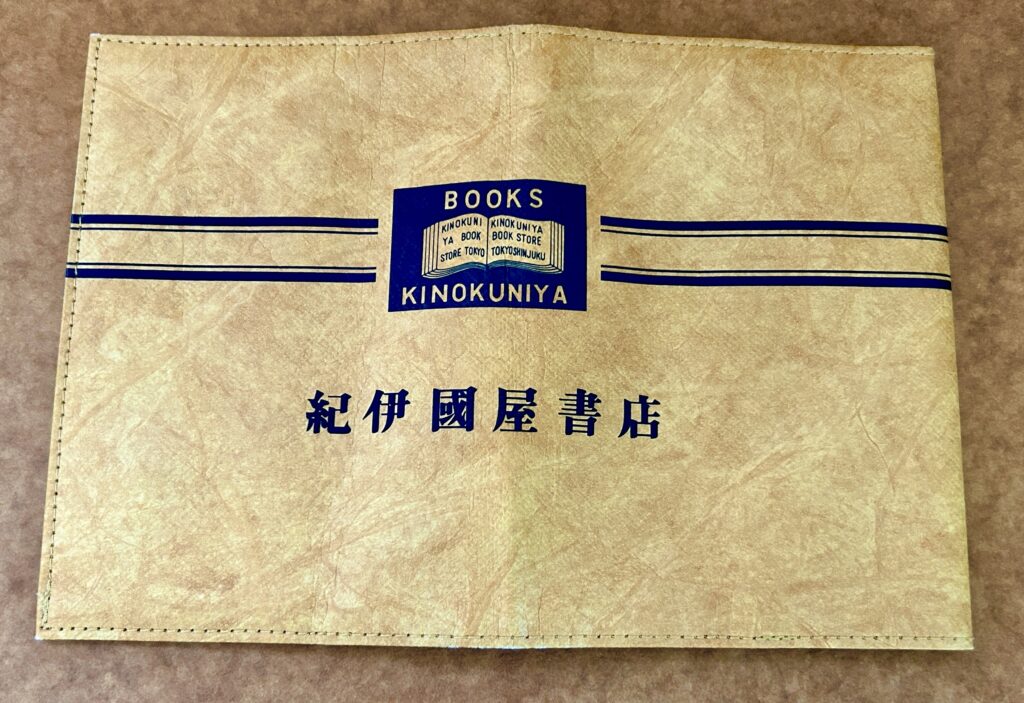 BOOKS
KINOKUNI
YA BOOK
STORE TOKYO
KINOKUNIYA
BOOK STORE
TOKYOSHINJUKU
KINOKUNIYA
紀伊國屋書店